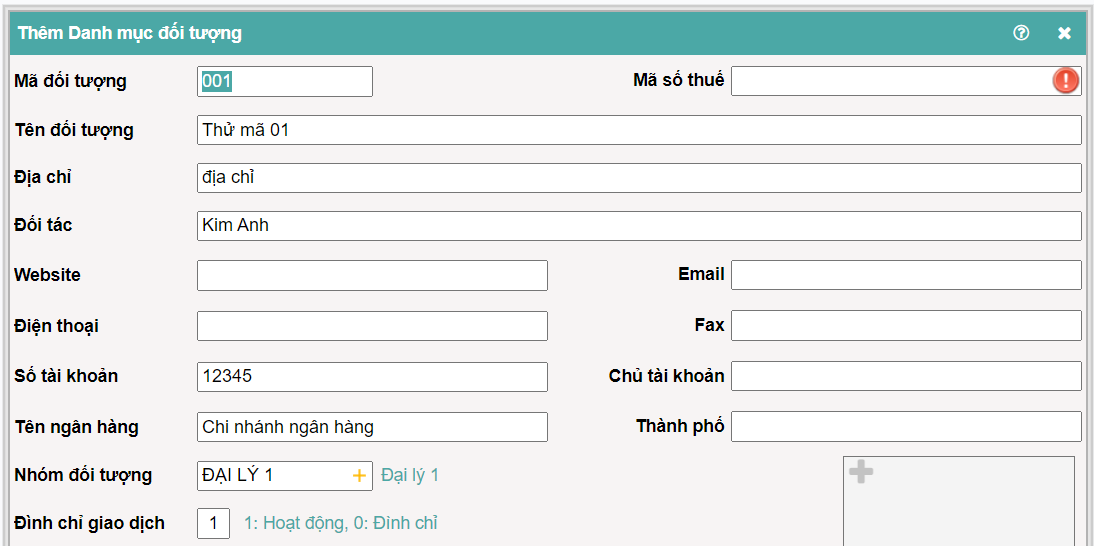 Thêm Danh mục đối tượng
Mã đối tượng 001 Mã số thuế
Tên đối tượng Thử mã 01
Địa chỉ địa chỉ
Đối tác Kim Anh
Website Email
Điện thoại Fax
Số tài khoản 12345 Chủ tài khoản
Tên ngân hàng Chi nhánh ngân hàng Thành phố
Nhóm đối tượng ĐẠI LÝ 1 Đại lý 1
Đình chỉ giao dịch 1 1: Hoạt động, 0: Đình chỉ